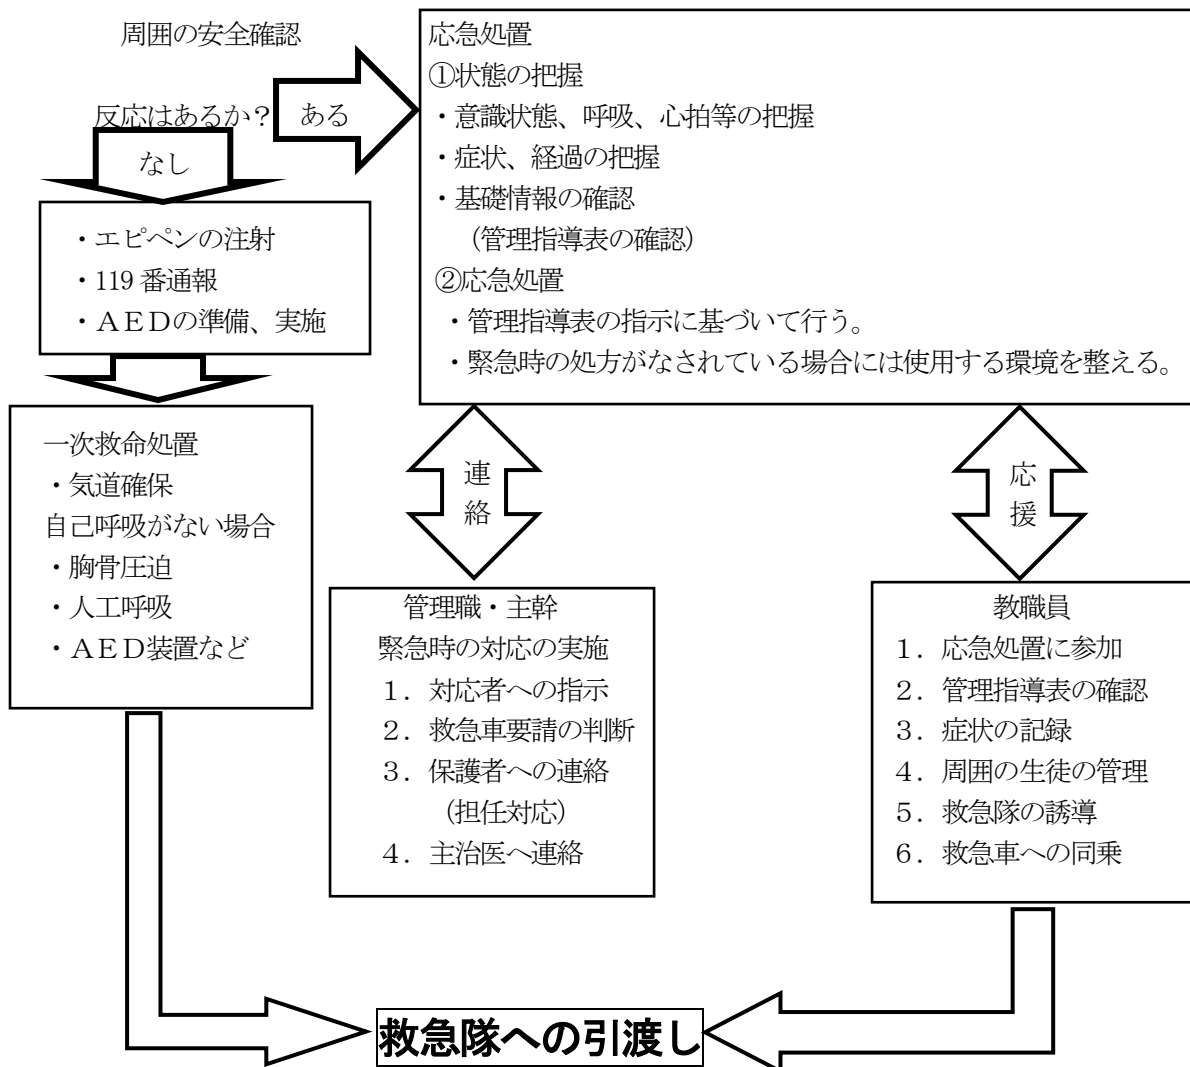 周囲の安全確認
反応はあるか？
ある
なし
・エピペンの注射
・119番通報
・ＡＥＤの準備、実施
一次救命処置
・気道確保
自己呼吸がない場合
・胸骨圧迫
・人工呼吸
・ＡＥＤ装置など
応急処置
①状態の把握
・意識状態、呼吸、心拍等の把握
・症状、経過の把握
・基礎情報の確認
（管理指導表の確認）
②応急処置
・管理指導表の指示に基づいて行う。
・緊急時の処方がなされている場合には使用する環境を整える。
連
絡
応
援
管理職・主幹
緊急時の対応の実施
１．対応者への指示
２．救急車要請の判断
３．保護者への連絡
（担任対応）
４．主治医へ連絡
教職員
１．応急処置に参加
２．管理指導表の確認
３．症状の記録
４．周囲の生徒の管理
５．救急隊の誘導
６．救急車への同乗
救急隊への引渡し